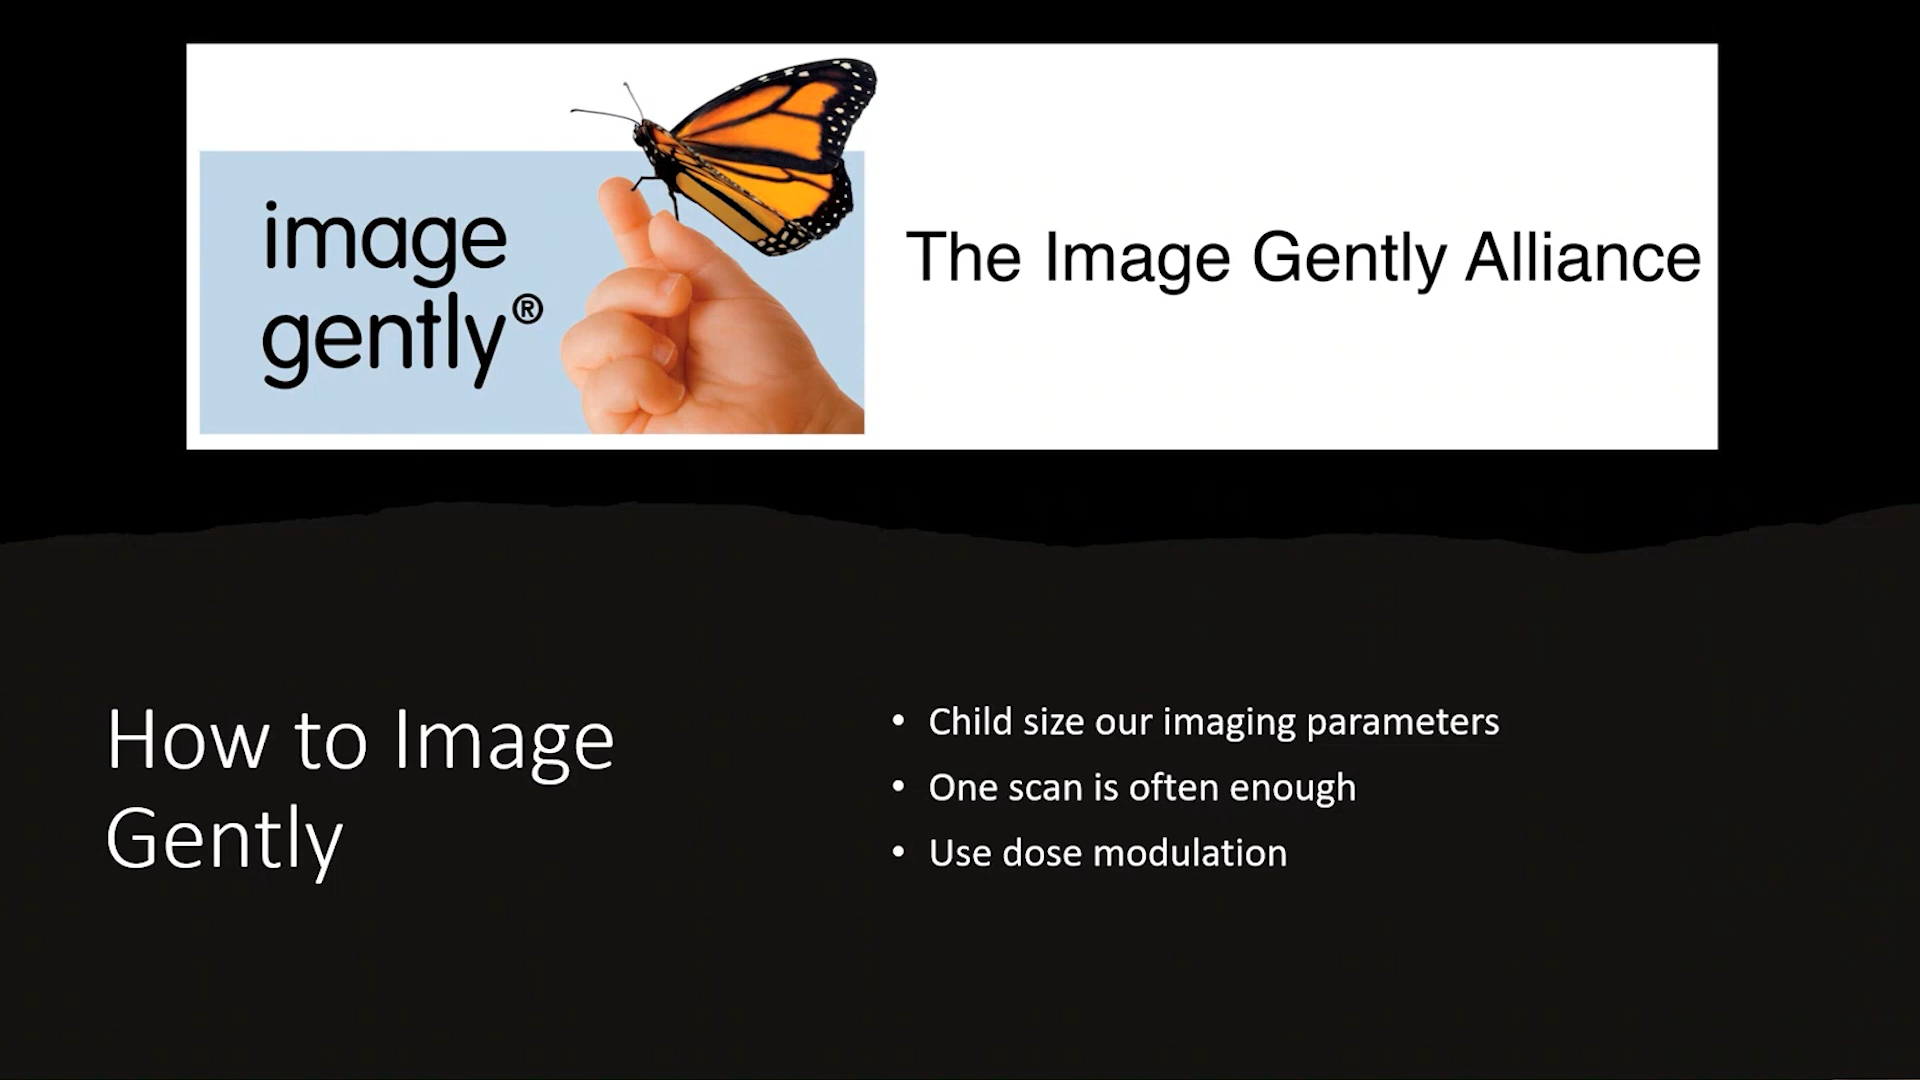 image
gently®
The Image Gently Alliance
How to Image
Gently
• Child size our imaging parameters
• One scan is often enough
• Use dose modulation